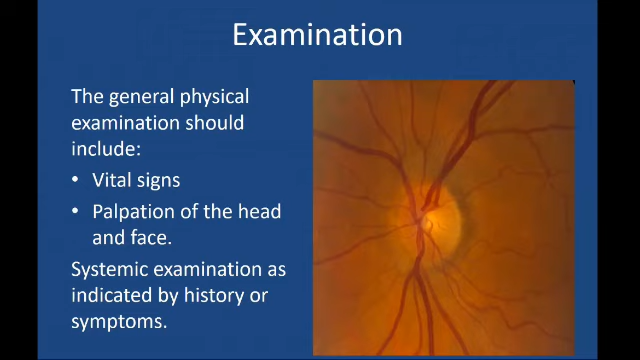 Examination
The general physical
examination should
include:
• Vital signs
• Palpation of the head
and face.
Systemic examination as
indicated by history or
symptoms.